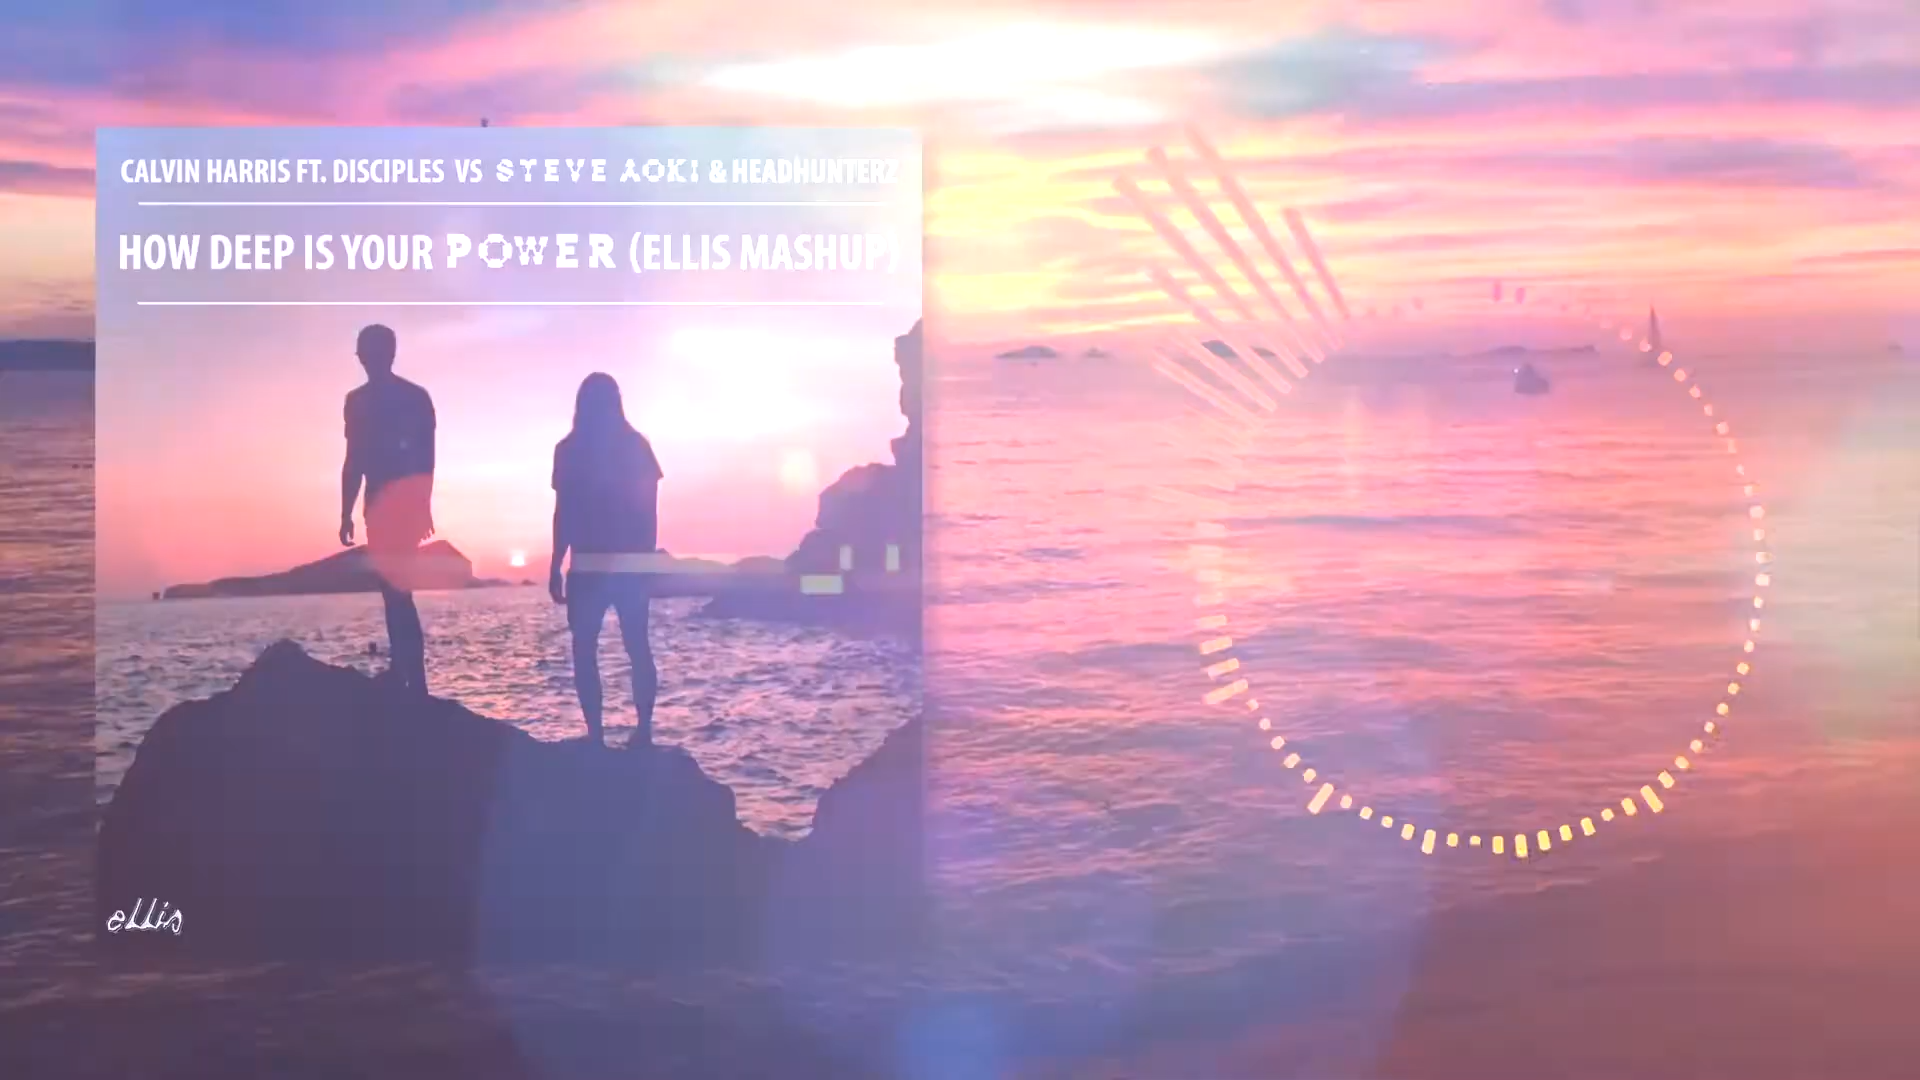 CALVIN HARRIS FT. DISCIPLES VS STEVE AOKI & HEADHUNTERZ
HOW DEEP IS YOUR POWER (ELLIS MASHUP)
ellis